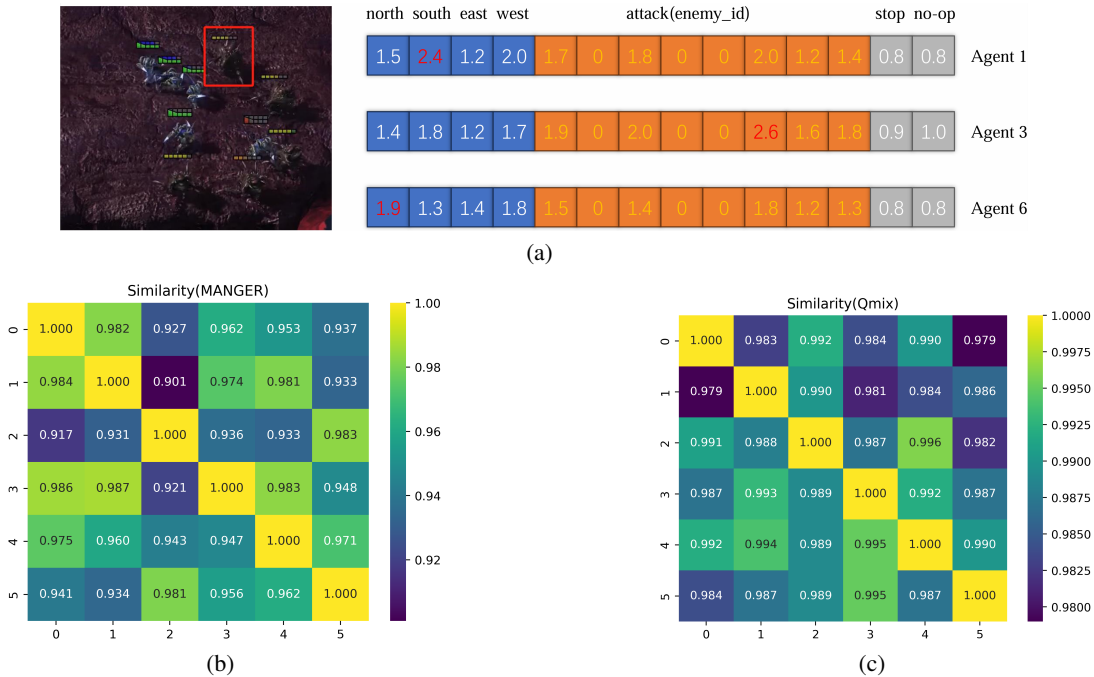 north south east west attack(enemy_id) stop no-op
1.5 2.4 1.2 2.0 1.7 0 1.8 0 0 2.0 1.2 1.4 0.8 0.8 Agent 1
1.4 1.8 1.2 1.7 1.9 0 2.0 0 0 2.6 1.6 1.8 0.9 1.0 Agent 3
1.9 1.3 1.4 1.8 1.5 0 1.4 0 0 1.8 1.2 1.3 0.8 0.8 Agent 6
(a)
Similarity(MANGER)
0 1.000 0.982 0.927 0.962 0.953 0.937
1 0.984 1.000 0.901 0.974 0.981 0.933
2 0.917 0.931 1.000 0.936 0.933 0.983
3 0.986 0.987 0.921 1.000 0.983 0.948
4 0.975 0.960 0.943 0.947 1.000 0.971
5 0.941 0.934 0.981 0.956 0.962 1.000
0 1 2 3 4 5
1.00
0.98
0.96
0.94
0.92
(b)
Similarity(Qmix)
0 1.000 0.983 0.992 0.984 0.990 0.979
1 0.979 1.000 0.990 0.981 0.984 0.986
2 0.991 0.988 1.000 0.987 0.996 0.982
3 0.987 0.993 0.989 1.000 0.992 0.987
4 0.992 0.994 0.989 0.995 1.000 0.990
5 0.984 0.987 0.989 0.995 0.987 1.000
0 1 2 3 4 5
1.0000
0.9975
0.9950
0.9925
0.9900
0.9875
0.9850
0.9825
0.9800
(c)